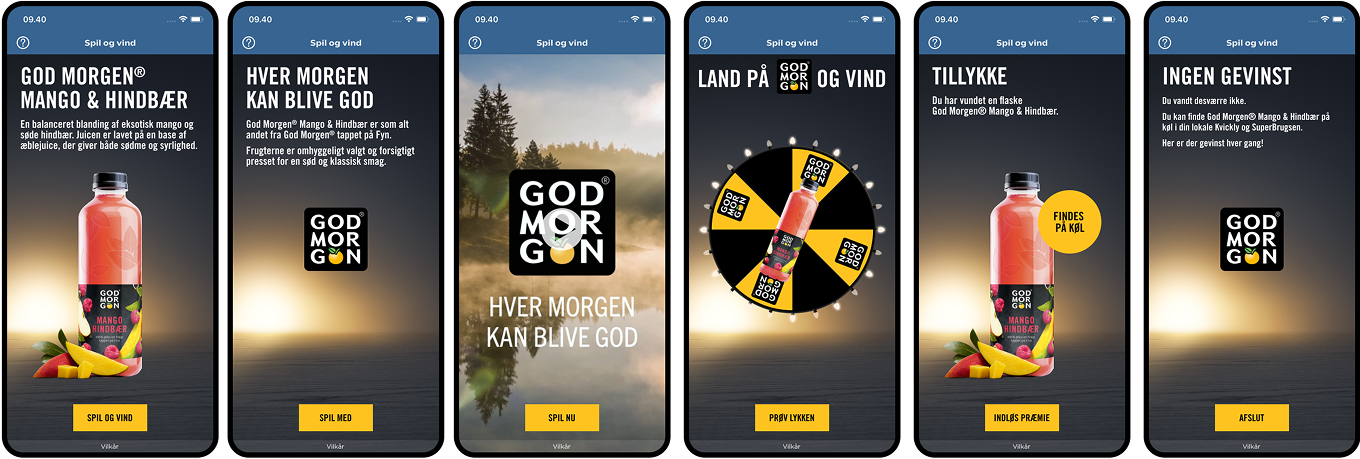 09.40
Spil og vind
GOD MORGEN®
MANGO & HINDBÆR
En balanceret blanding af eksotisk mango og
søde hindbær. Juicen er lavet på en base af
æblejuice, der giver både sødme og syrlighed.
GOD
MOR
GON
MANGO
HINDBÆR
SPIL OG VIND
Vilkår
09.40
Spil og vind
HVER MORGEN
KAN BLIVE GOD
God Morgen® Mango & Hindbær er som alt
andet fra God Morgen® tappet på Fyn.
Frugterne er omhyggeligt valgt og forsigtigt
presset for en sød og klassisk smag.
GOD®
MOR
GON
SPIL MED
Vilkår
09.40
Spil og vind
GOD®
MOR
GON
HVER MORGEN
KAN BLIVE GOD
SPIL NU
Vilkår
09.40
Spil og vind
LAND PÅ GOD MOR GON OG VIND
GOD
MOR
GON
GOD
MOR
GON
GOD
MOR
GON
GOD
MOR
GON
GOD
MOR
GON
MANGO
HINDBÆR
PRØV LYKKEN
Vilkår
09.40
Spil og vind
TILLYKKE
Du har vundet en flaske
God Morgen® Mango & Hindbær.
FINDES
PÅ KØL
GOD
MOR
GON
MANGO
HINDBÆR
INDLØS PRÆMIE
Vilkår
09.40
Spil og vind
INGEN GEVINST
Du vandt desværre ikke.
Du kan finde God Morgen® Mango & Hindbær på
køl i din lokale Kvickly og SuperBrugsen.
Her er der gevinst hver gang!
GOD®
MOR
GON
AFSLUT
Vilkår